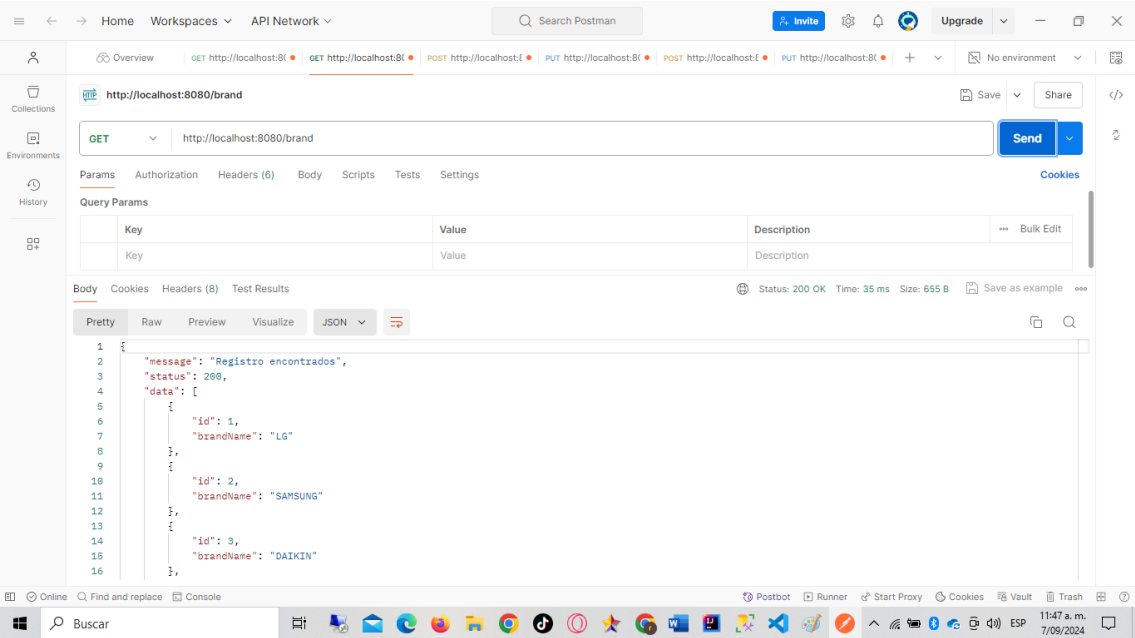 Home Workspaces API Network Search Postman Invite Upgrade
Overview GET http://localhost:80 GET http://localhost:80 POST http://localhost:8 PUT http://localhost:80 POST http://localhost:8 PUT http://localhost:80 No environment
HTTP http://localhost:8080/brand Save Share
Collections
GET http://localhost:8080/brand Send
Environments
Params Authorization Headers (6) Body Scripts Tests Settings Cookies
History
Query Params
Key Value Description Bulk Edit
Key Value Description
Body Cookies Headers (8) Test Results Status: 200 OK Time: 35 ms Size: 655 B Save as example
Pretty Raw Preview Visualize JSON
1 {
2 "message": "Registro encontrados",
3 "status": 200,
4 "data": [
5 {
6 "id": 1,
7 "brandName": "LG"
8 },
9 {
10 "id": 2,
11 "brandName": "SAMSUNG"
12 },
13 {
14 "id": 3,
15 "brandName": "DAIKIN"
16 },
Online Find and replace Console Postbot Runner Start Proxy Cookies Vault Trash
Buscar ESP 11:47 a. m.
7/09/2024